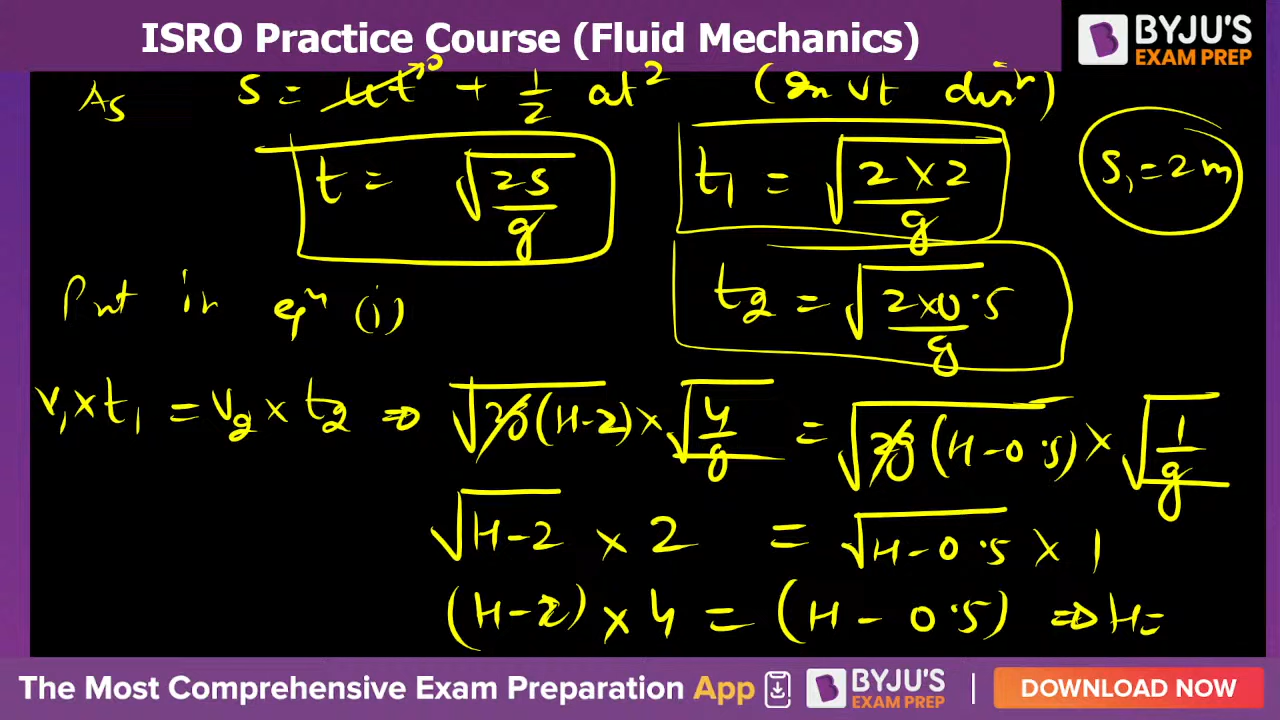 ISRO Practice Course (Fluid Mechanics)
BYJU'S
EXAM PREP
As S = ut→0 + 1/2 at² (In Vt dirⁿ)
t = √(2s/g)
t₁ = √(2×2/g)
S₁ = 2m
t₂ = √(2×0.5/g)
Put in eqⁿ (i)
V₁×t₁ = V₂×t₂ ⇒ √(2g(H-2)) × √(4/g) = √(2g(H-0.5)) × √(1/g)
√(H-2) × 2 = √(H-0.5) × 1
(H-2) × 4 = (H-0.5) ⇒ H=
The Most Comprehensive Exam Preparation App
BYJU'S
EXAM PREP
DOWNLOAD NOW